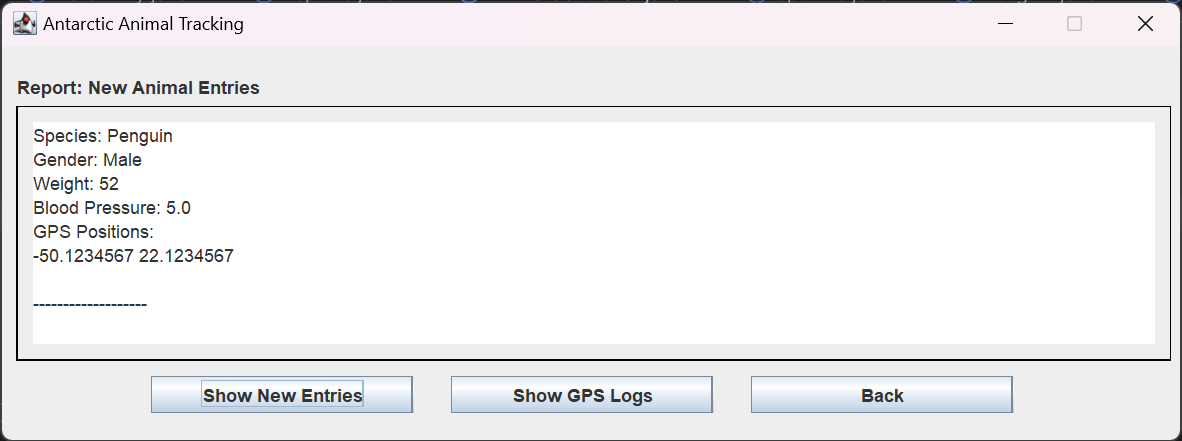 Antarctic Animal Tracking
Report: New Animal Entries
Species: Penguin
Gender: Male
Weight: 52
Blood Pressure: 5.0
GPS Positions:
-50.1234567 22.1234567
-------------------
Show New Entries
Show GPS Logs
Back